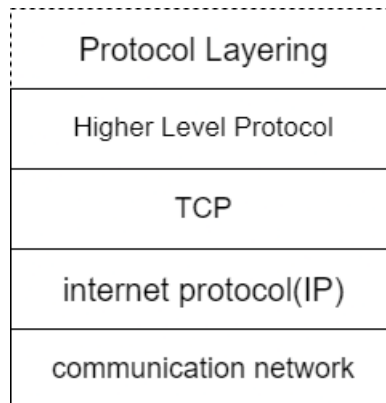 Protocol Layering
Higher Level Protocol
TCP
internet protocol(IP)
communication network